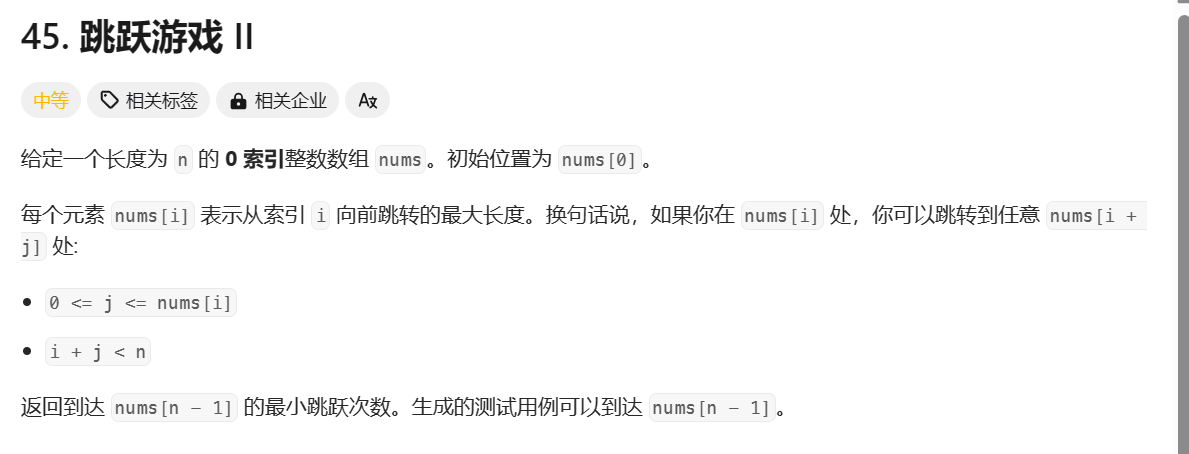 45. 跳跃游戏 II
中等 相关标签 相关企业 Aあ
给定一个长度为 n 的 0 索引整数数组 nums。初始位置为 nums[0]。
每个元素 nums[i] 表示从索引 i 向前跳转的最大长度。换句话说，如果你在 nums[i] 处，你可以跳转到任意 nums[i +
j] 处:
0 <= j <= nums[i]
i + j < n
返回到达 nums[n - 1] 的最小跳跃次数。生成的测试用例可以到达 nums[n - 1]。